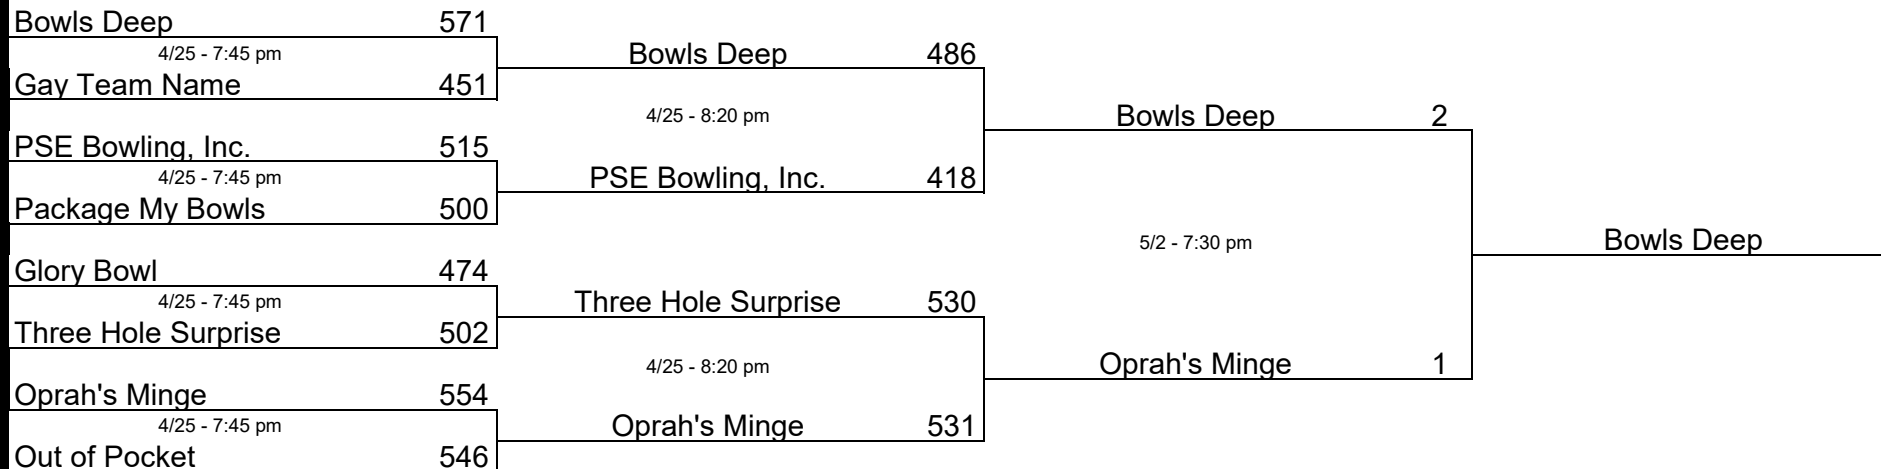 Bowls Deep 571
4/25 - 7:45 pm
Gay Team Name 451
PSE Bowling, Inc. 515
4/25 - 7:45 pm
Package My Bowls 500
Glory Bowl 474
4/25 - 7:45 pm
Three Hole Surprise 502
Oprah's Minge 554
4/25 - 7:45 pm
Out of Pocket 546
Bowls Deep 486
4/25 - 8:20 pm
PSE Bowling, Inc. 418
Three Hole Surprise 530
4/25 - 8:20 pm
Oprah's Minge 531
Bowls Deep 2
5/2 - 7:30 pm
Oprah's Minge 1
Bowls Deep